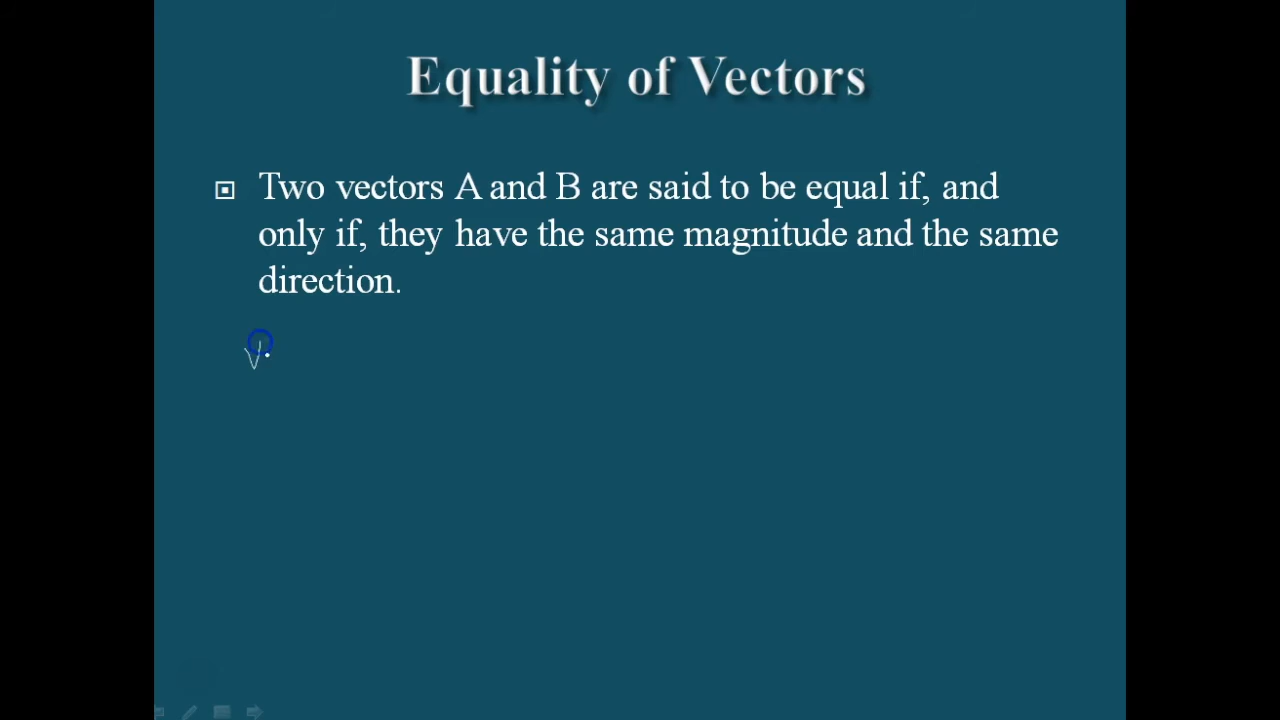 Equality of Vectors
Two vectors A and B are said to be equal if, and
only if, they have the same magnitude and the same
direction.
V